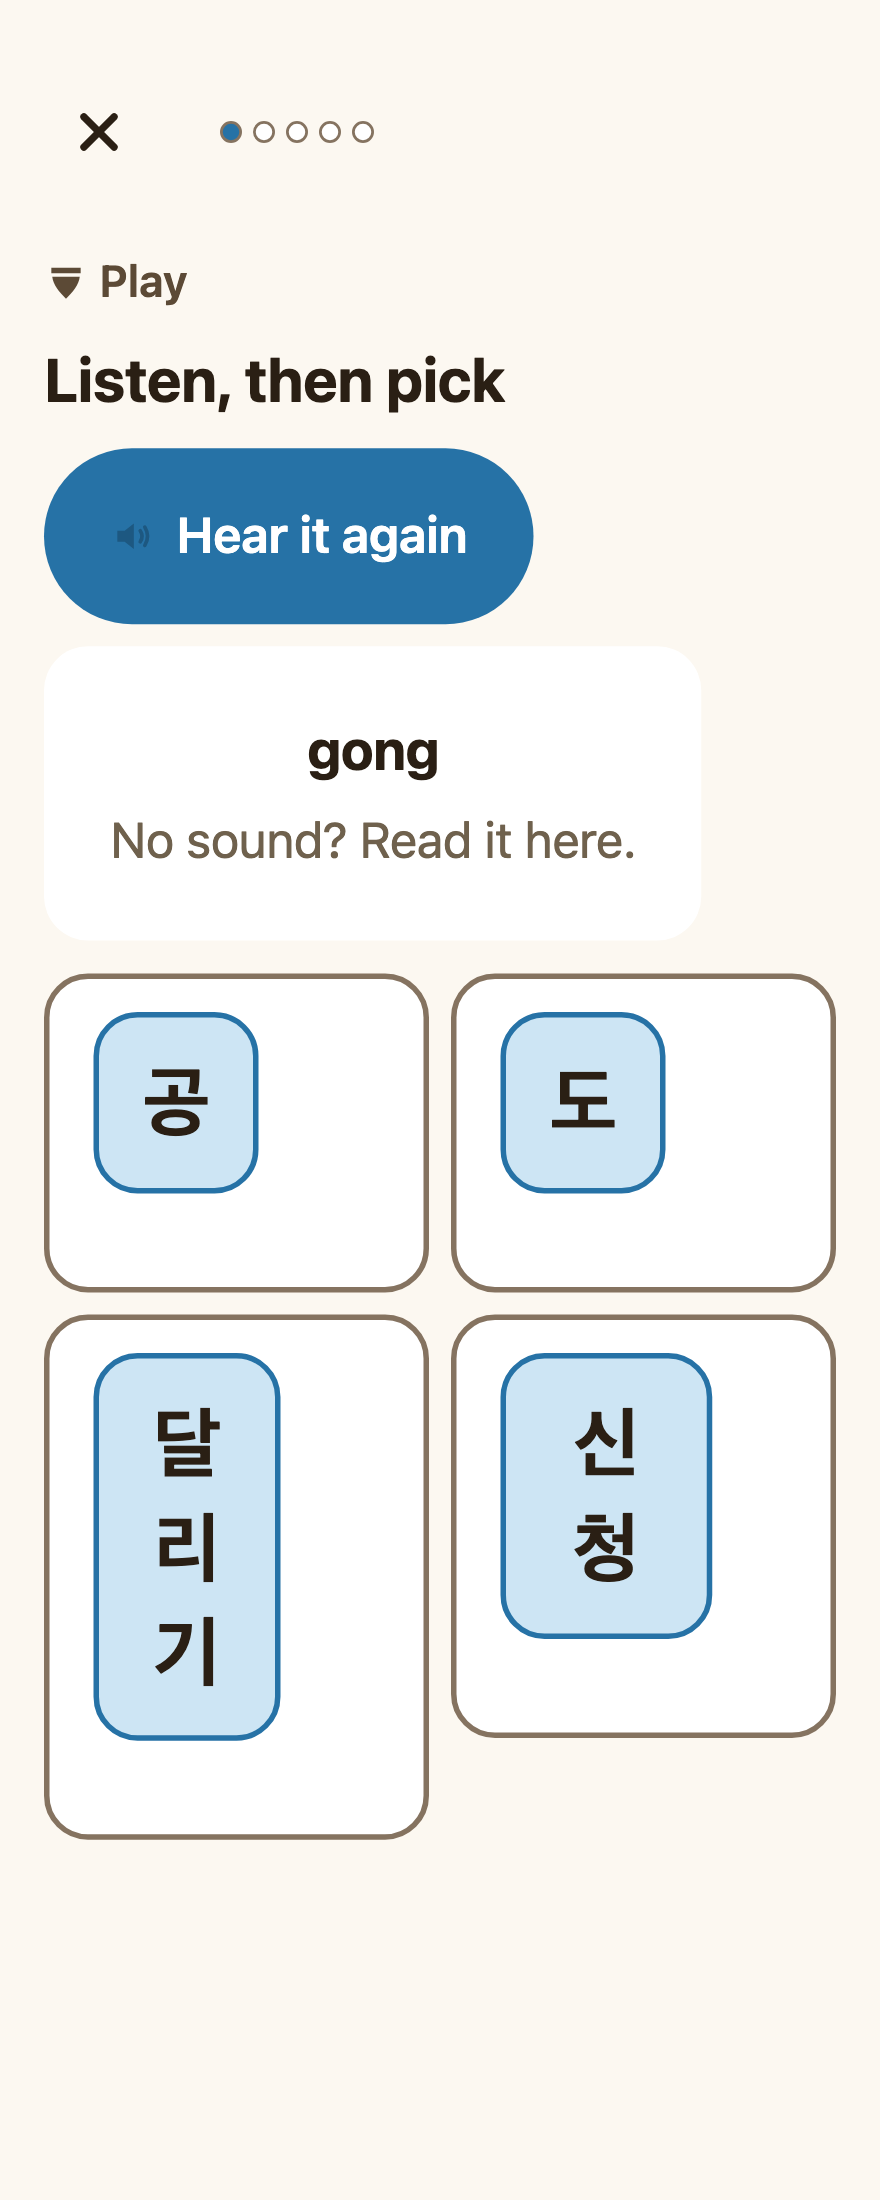 Play
Listen, then pick
Hear it again
gong
No sound? Read it here.
공
도
달
리
기
신
청